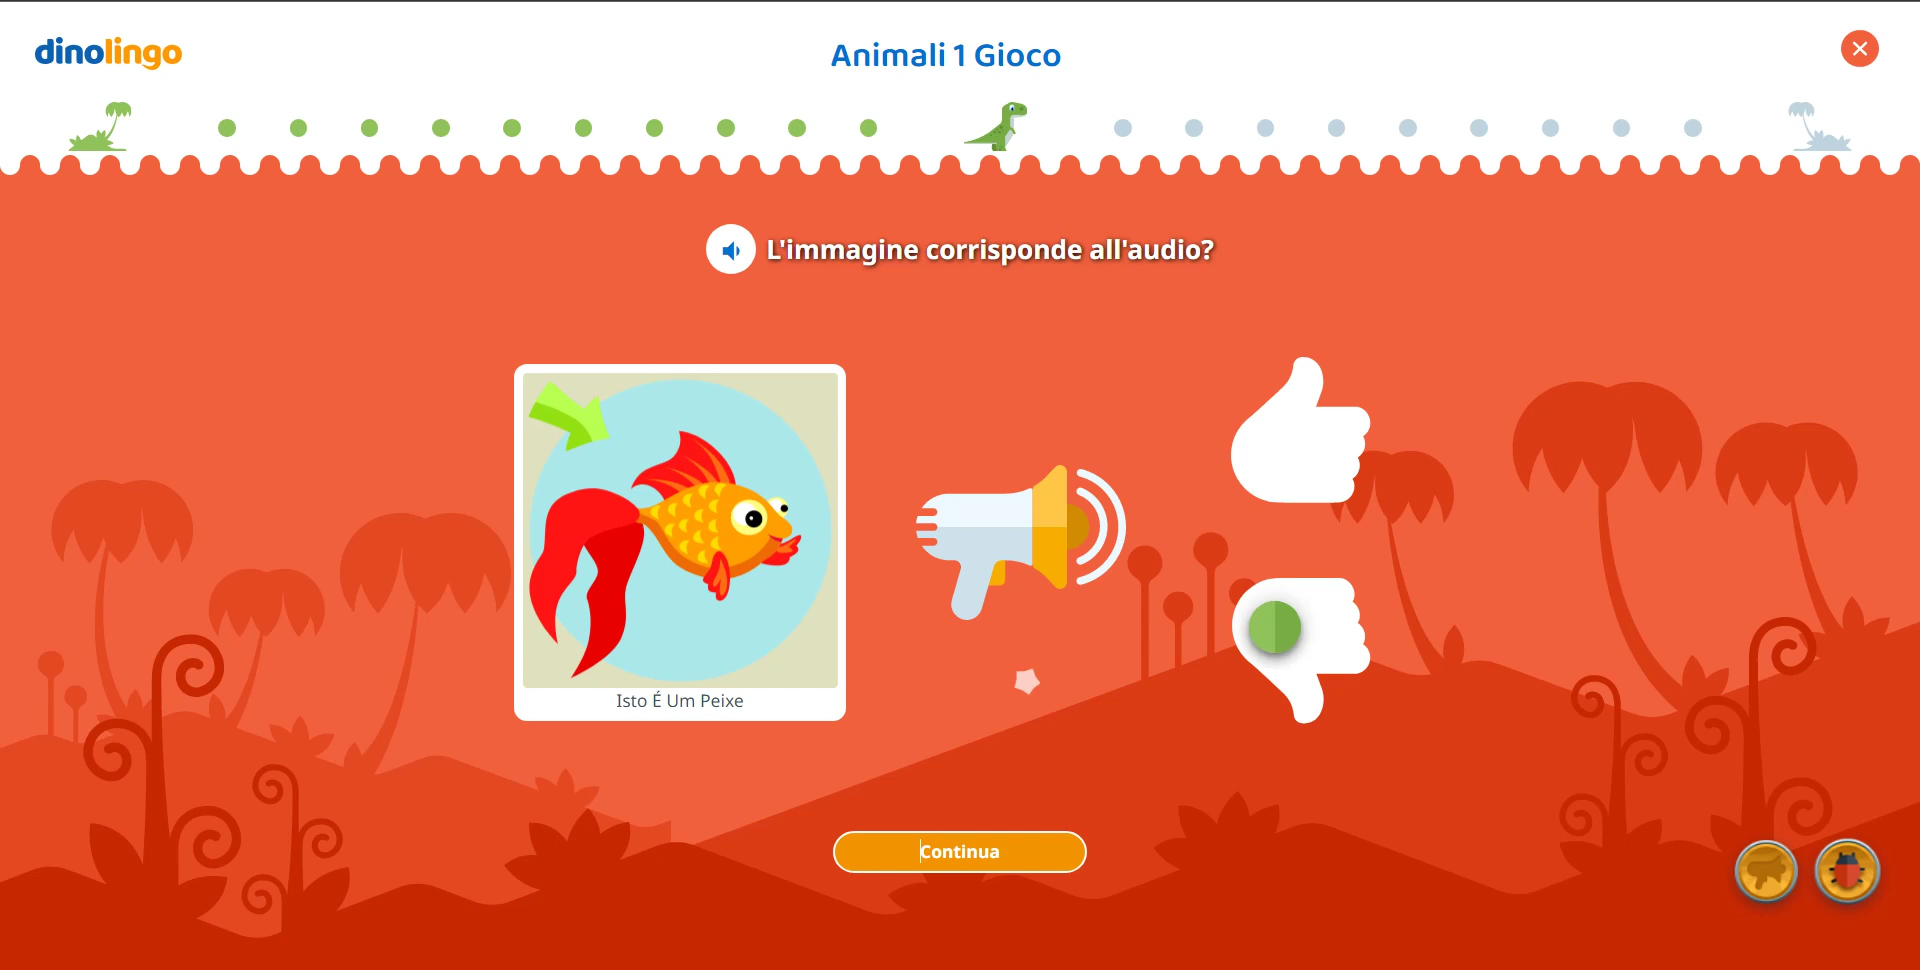 dinolingo
Animali 1 Gioco
L'immagine corrisponde all'audio?
Isto É Um Peixe
Continua